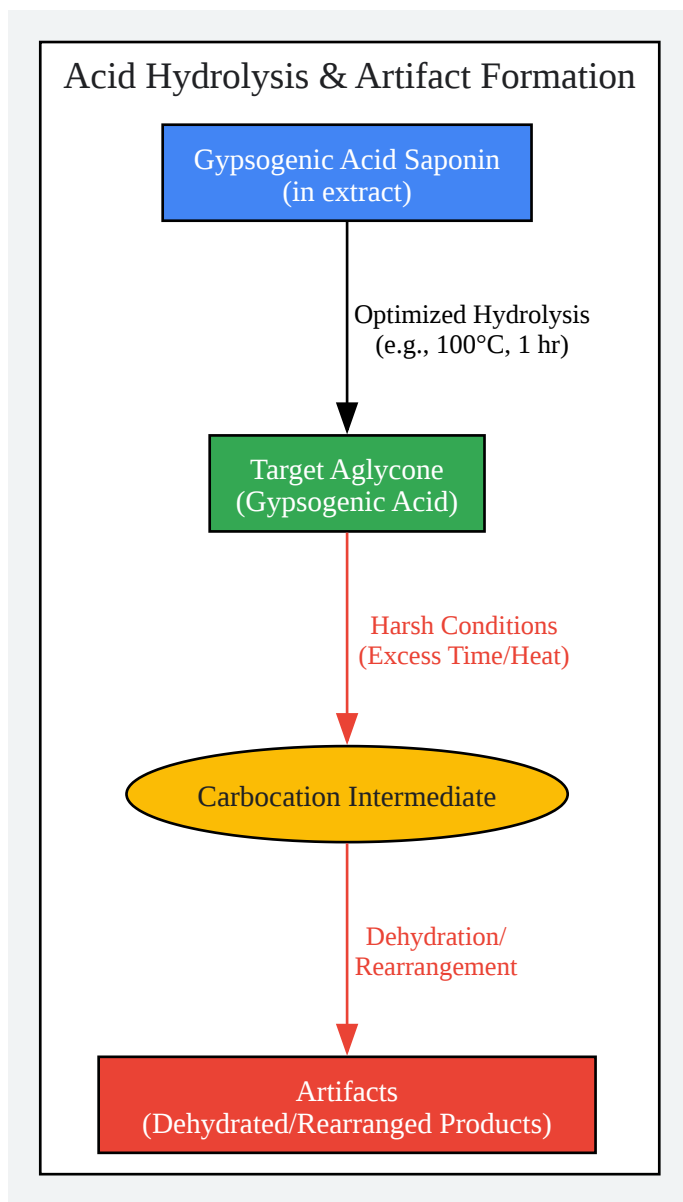 Acid Hydrolysis & Artifact Formation
Gypsogenic Acid Saponin
(in extract)
Optimized Hydrolysis
(e.g., 100°C, 1 hr)
Target Aglycone
(Gypsogenic Acid)
Harsh Conditions
(Excess Time/Heat)
Carbocation Intermediate
Dehydration/
Rearrangement
Artifacts
(Dehydrated/Rearranged Products)